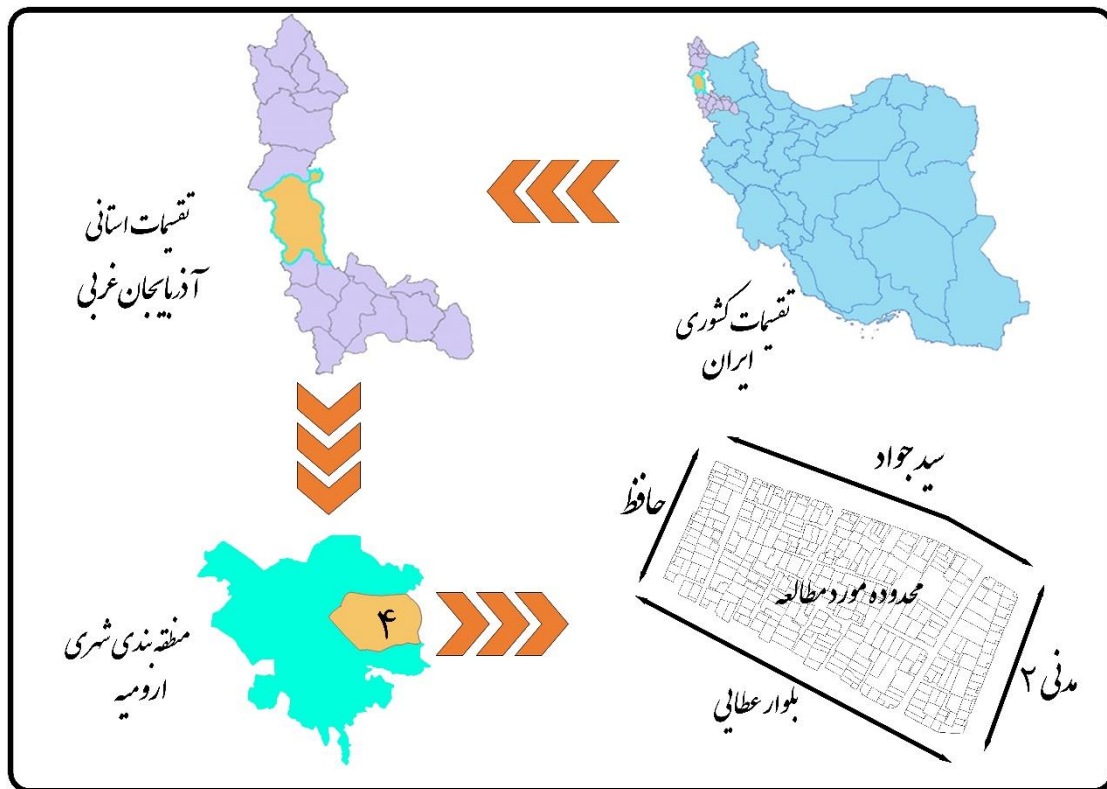 تقسیمات کشوری
ایران
تقسیمات استانی
آذربایجان غربی
منطقه بندی شهری
ارومیه
۴
سید جواد
حافظ
محدوده مورد مطالعه
مدنی ۲
بلوار عطایی